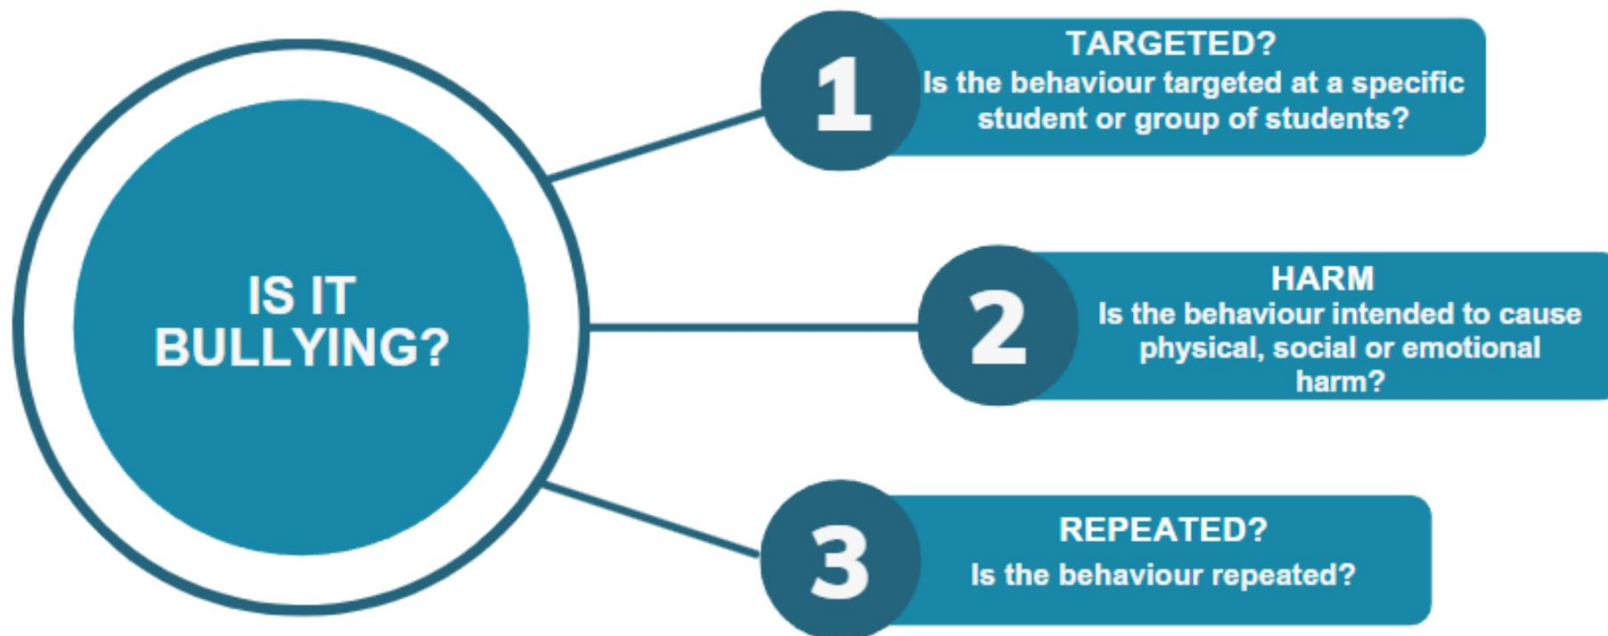 IS IT
BULLYING?
1
TARGETED?
Is the behaviour targeted at a specific
student or group of students?
2
HARM
Is the behaviour intended to cause
physical, social or emotional
harm?
3
REPEATED?
Is the behaviour repeated?